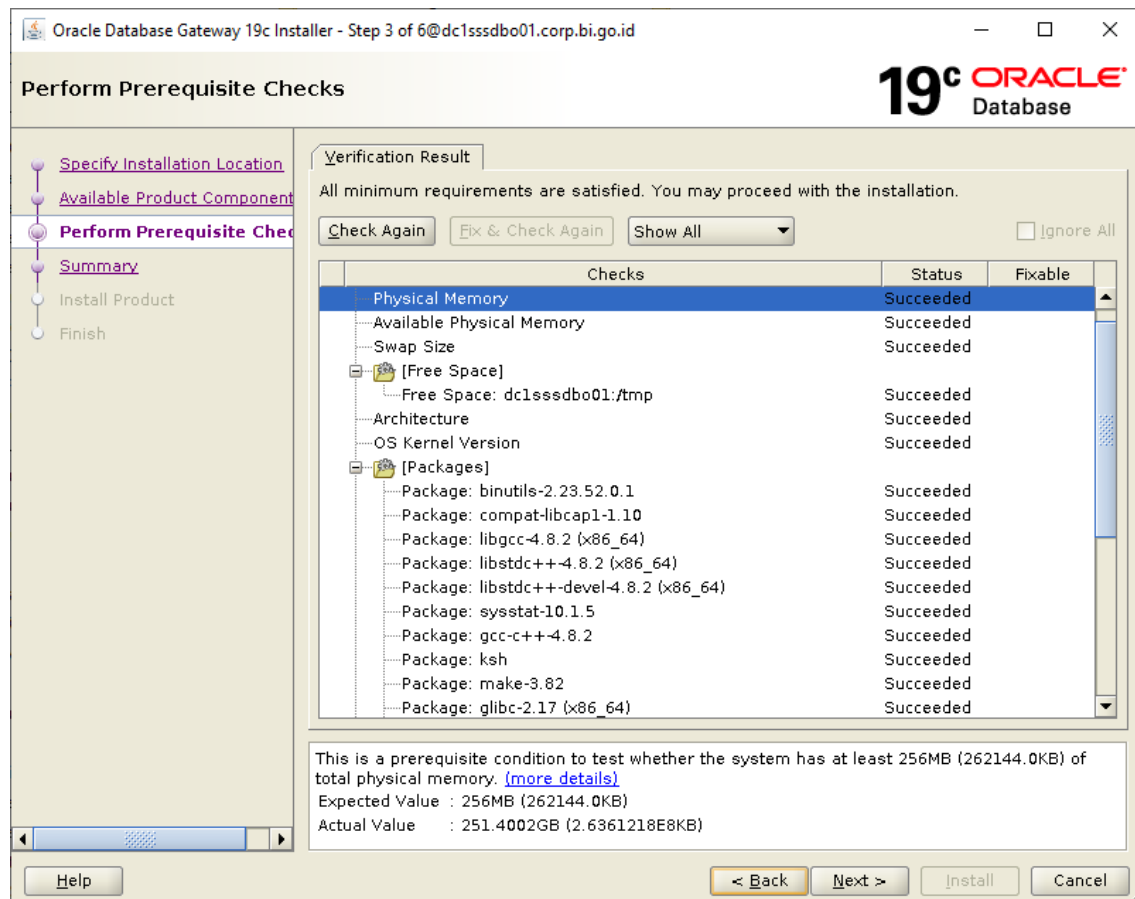 Oracle Database Gateway 19c Installer - Step 3 of 6@dc1sssdbo01.corp.bi.go.id
Perform Prerequisite Checks
19c ORACLE
Database
Specify Installation Location
Available Product Component
Perform Prerequisite Chec
Summary
Install Product
Finish
Verification Result
All minimum requirements are satisfied. You may proceed with the installation.
Check Again Fix & Check Again Show All Ignore All
Checks Status Fixable
Physical Memory Succeeded
Available Physical Memory Succeeded
Swap Size Succeeded
[Free Space]
Free Space: dc1sssdbo01:/tmp Succeeded
Architecture Succeeded
OS Kernel Version Succeeded
[Packages]
Package: binutils-2.23.52.0.1 Succeeded
Package: compat-libcap1-1.10 Succeeded
Package: libgcc-4.8.2 (x86_64) Succeeded
Package: libstdc++-4.8.2 (x86_64) Succeeded
Package: libstdc++-devel-4.8.2 (x86_64) Succeeded
Package: sysstat-10.1.5 Succeeded
Package: gcc-c++-4.8.2 Succeeded
Package: ksh Succeeded
Package: make-3.82 Succeeded
Package: glibc-2.17 (x86_64) Succeeded
This is a prerequisite condition to test whether the system has at least 256MB (262144.0KB) of
total physical memory. (more details)
Expected Value : 256MB (262144.0KB)
Actual Value : 251.4002GB (2.6361218E8KB)
Help < Back Next > Install Cancel